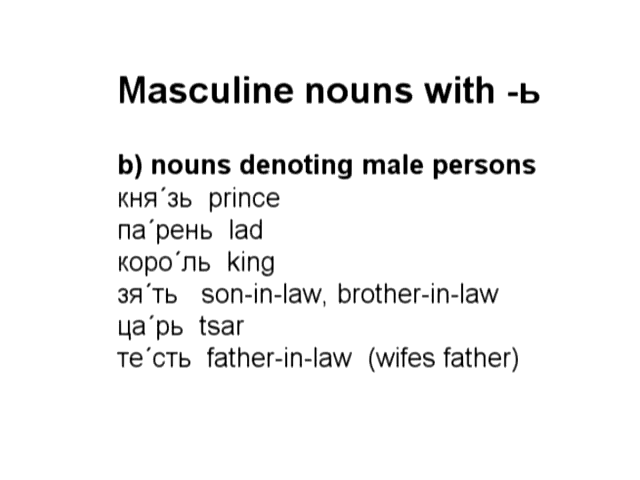 Masculine nouns with -ь
b) nouns denoting male persons
кня´зь prince
па´рень lad
коро´ль king
зя´ть son-in-law, brother-in-law
ца´рь tsar
те´сть father-in-law (wifes father)